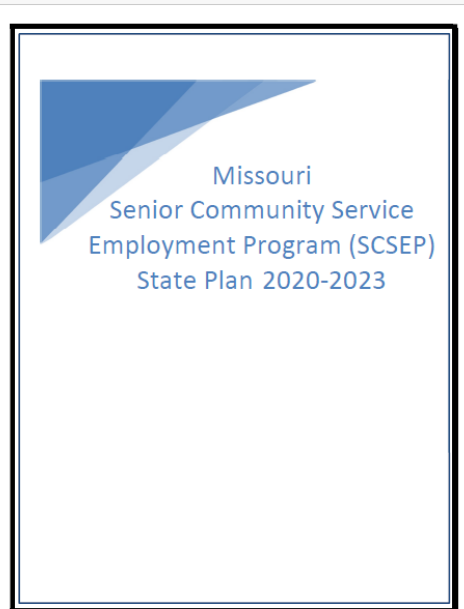 Missouri
Senior Community Service
Employment Program (SCSEP)
State Plan 2020-2023